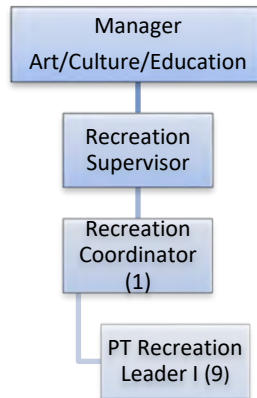 Manager
Art/Culture/Education
Recreation
Supervisor
Recreation
Coordinator
(1)
PT Recreation
Leader I (9)